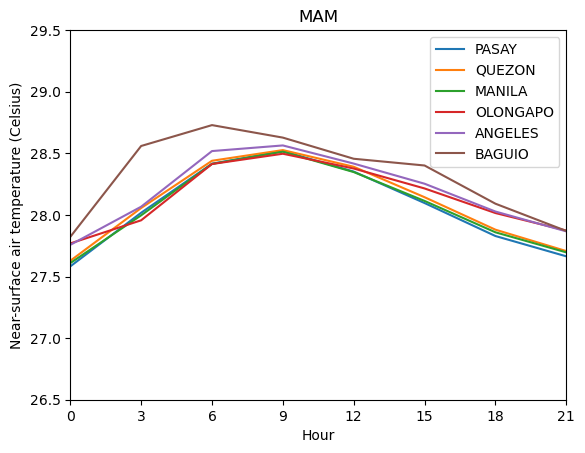 MAM
29.5
29.0
28.5
28.0
27.5
27.0
26.5
Near-surface air temperature (Celsius)
PASAY
QUEZON
MANILA
OLONGAPO
ANGELES
BAGUIO
0 3 6 9 12 15 18 21
Hour